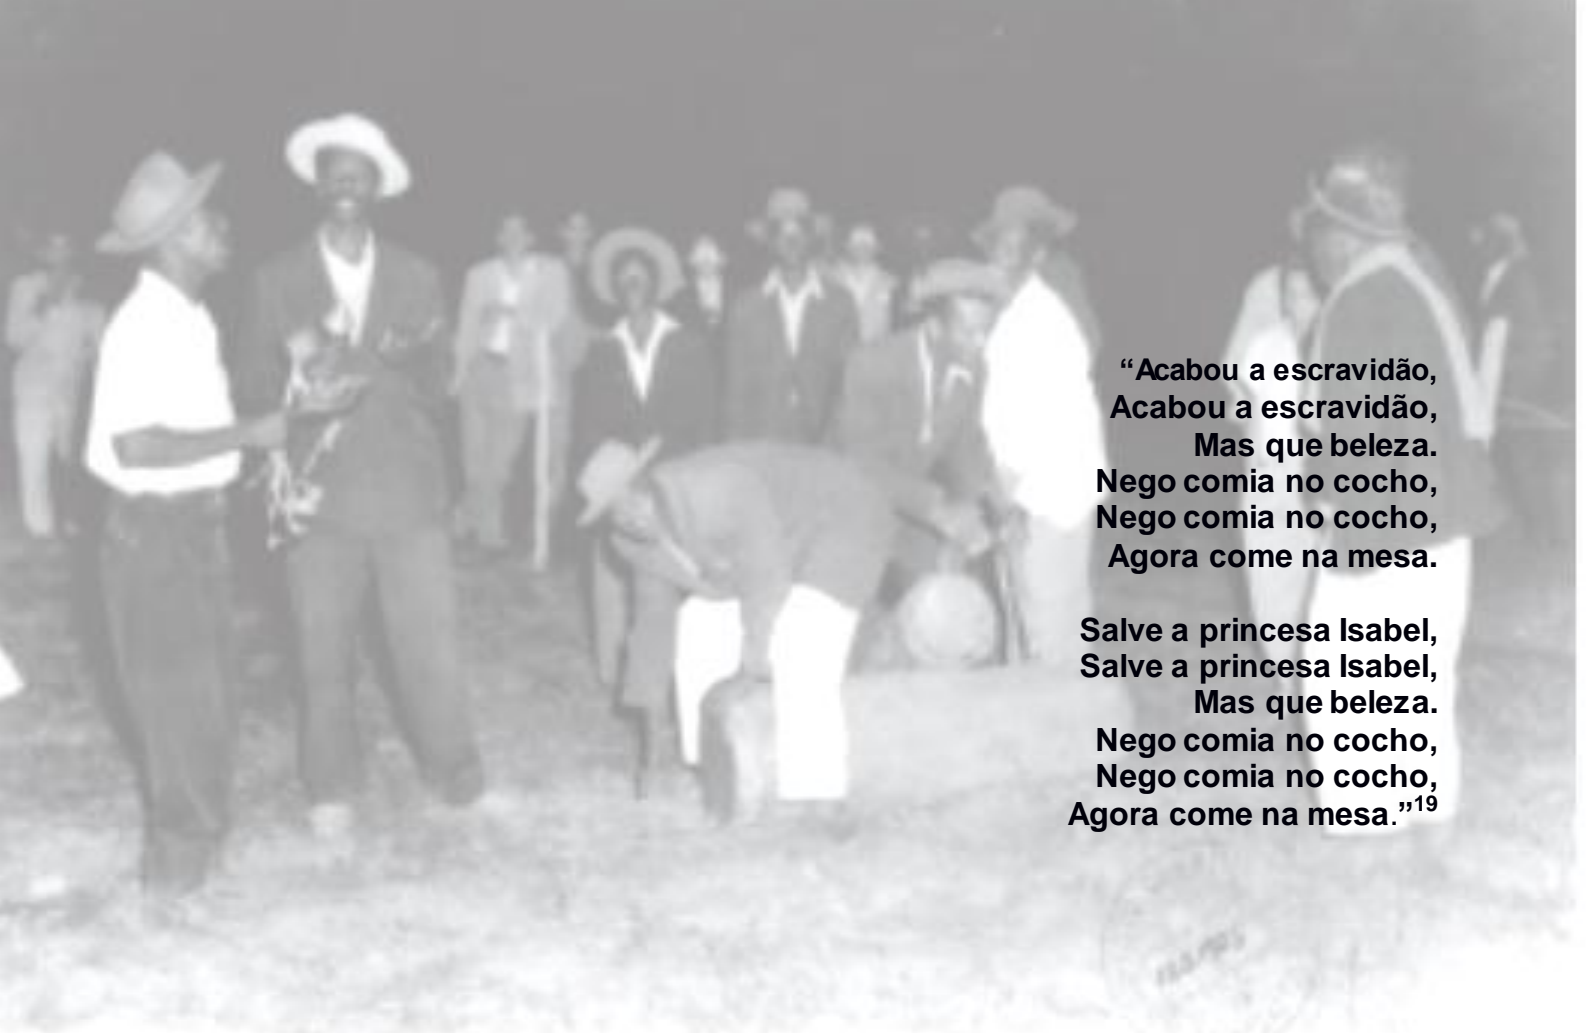 “Acabou a escravidão,
Acabou a escravidão,
Mas que beleza.
Nego comia no cocho,
Nego comia no cocho,
Agora come na mesa.
Salve a princesa Isabel,
Salve a princesa Isabel,
Mas que beleza.
Nego comia no cocho,
Nego comia no cocho,
Agora come na mesa.”19